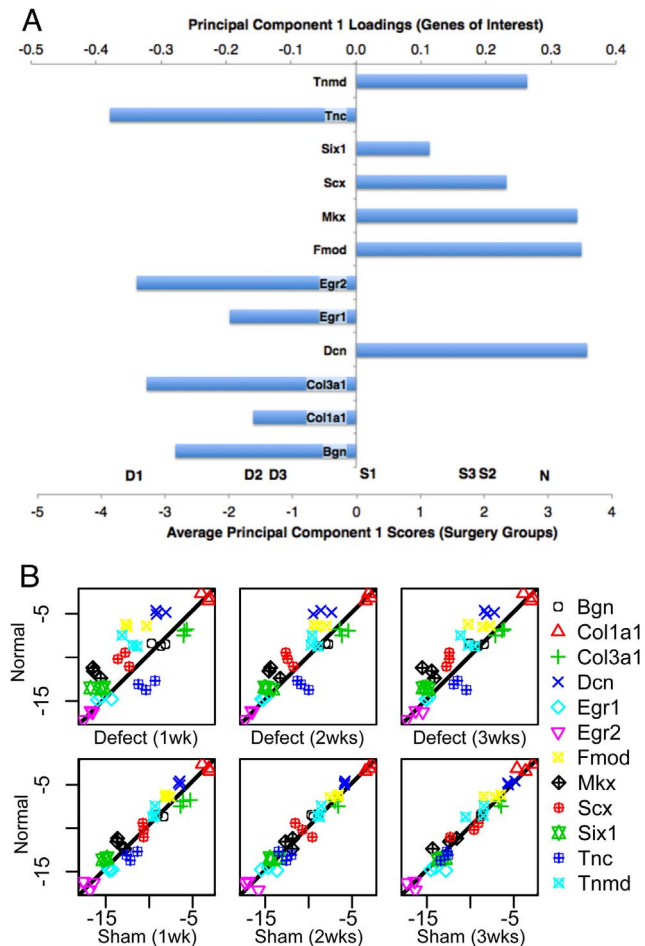 A
Principal Component 1 Loadings (Genes of Interest)
-0.5 -0.4 -0.3 -0.2 -0.1 0.0 0.1 0.2 0.3 0.4
Tnmd
Tnc
Six1
Scx
Mkx
Fmod
Egr2
Egr1
Dcn
Col3a1
Col1a1
Bgn
D1 D2 D3 S1 S3 S2 N
-5 -4 -3 -2 -1 0 1 2 3 4
Average Principal Component 1 Scores (Surgery Groups)
B
Normal
-5
-15
Defect (1wk) Defect (2wks) Defect (3wks)
Normal
-5
-15
-15 -5 -15 -5 -15 -5
Sham (1wk) Sham (2wks) Sham (3wks)
Bgn
Col1a1
Col3a1
Dcn
Egr1
Egr2
Fmod
Mkx
Scx
Six1
Tnc
Tnmd